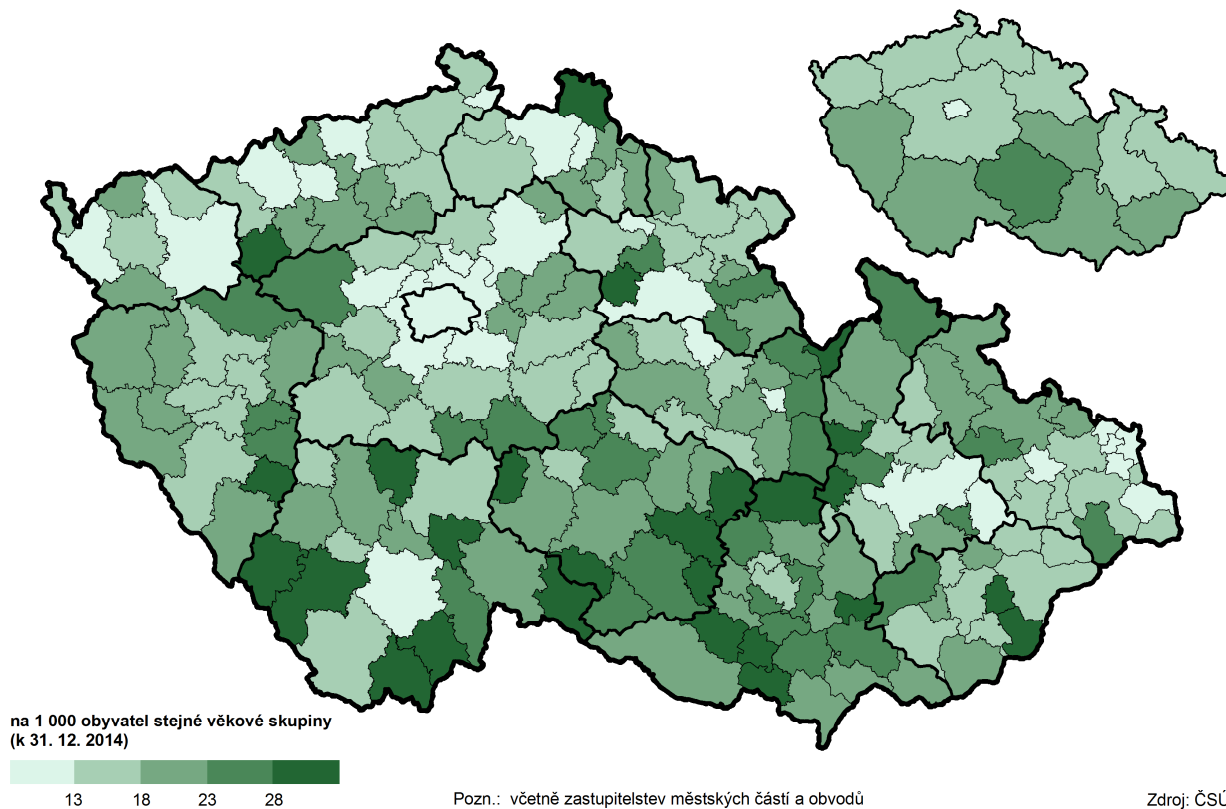 na 1 000 obyvatel stejné věkové skupiny
(k 31. 12. 2014)
13 18 23 28
Pozn.: včetně zastupitelstev městských částí a obvodů
Zdroj: ČSÚ